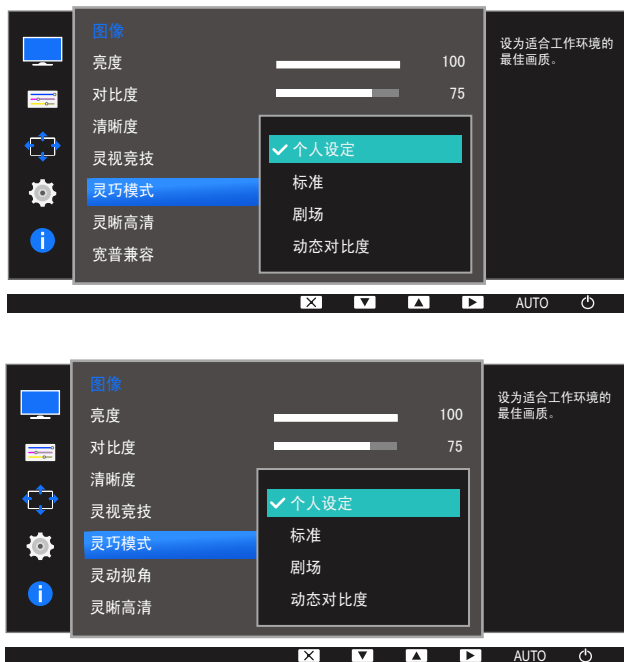 图像
设为适合工作环境的
最佳画质。
亮度 100
对比度 75
清晰度
灵视竞技
灵巧模式
灵晰高清
宽普兼容
个人设定
标准
剧场
动态对比度
AUTO
图像
设为适合工作环境的
最佳画质。
亮度 100
对比度 75
清晰度
灵视竞技
灵巧模式
灵动视角
灵晰高清
个人设定
标准
剧场
动态对比度
AUTO